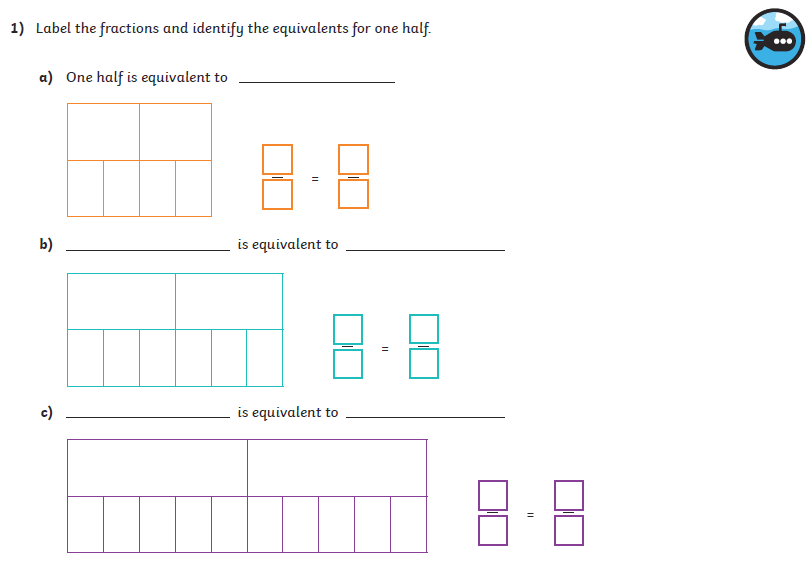 1) Label the fractions and identify the equivalents for one half.
a) One half is equivalent to
=
b) is equivalent to
=
c) is equivalent to
=